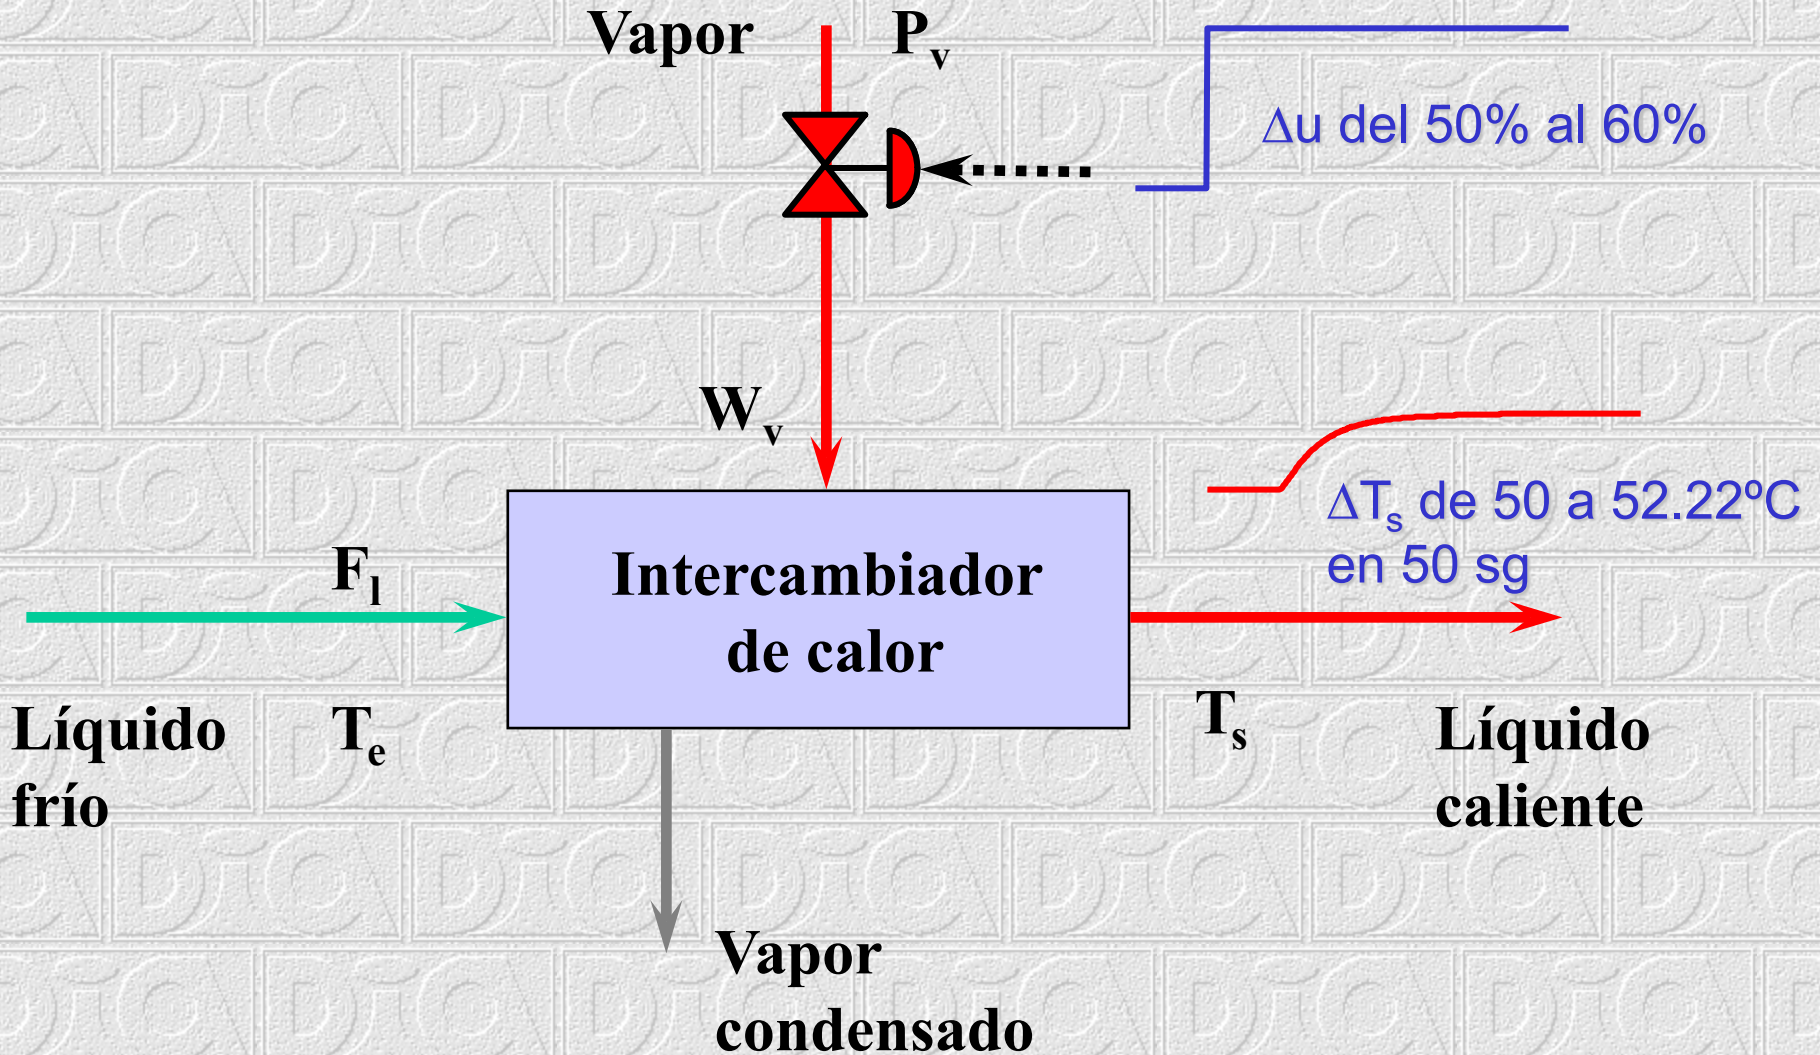 Vapor
Pv
Δu del 50% al 60%
Wv
ΔTs de 50 a 52.22ºC
en 50 sg
Fl
Intercambiador
de calor
Líquido
frío
Te
Ts
Líquido
caliente
Vapor
condensado